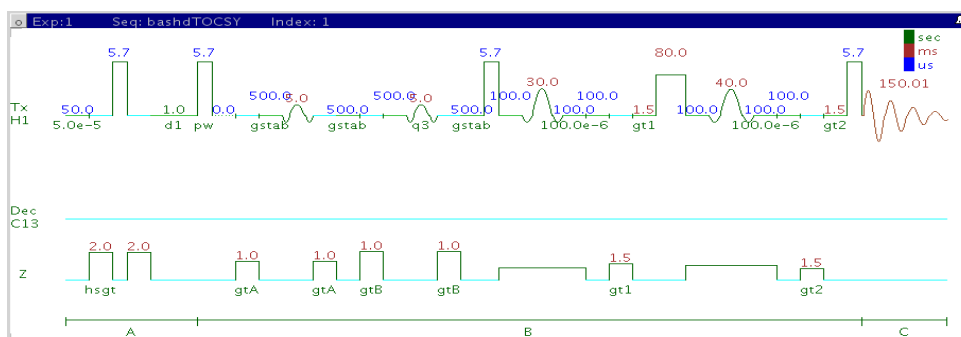 Exp:1 Seq: bashdTOCSY Index: 1
sec
ms
us
5.7 5.7 5.7 80.0 5.7
30.0 40.0 150.01
Tx
H1
50.0 1.0 0.0 500.0 5.0 500.0 500.0 5.0 500.0 100.0 100.0 100.0 1.5 100.0 100.0 100.0 1.5
5.0e-5 d1 pw gstab gstab q3 gstab 100.0e-6 gt1 100.0e-6 gt2
Dec
C13
Z
2.0 2.0 1.0 1.0 1.0 1.0 1.5 1.5
hsgt gtA gtA gtB gtB gt1 gt2
A B C